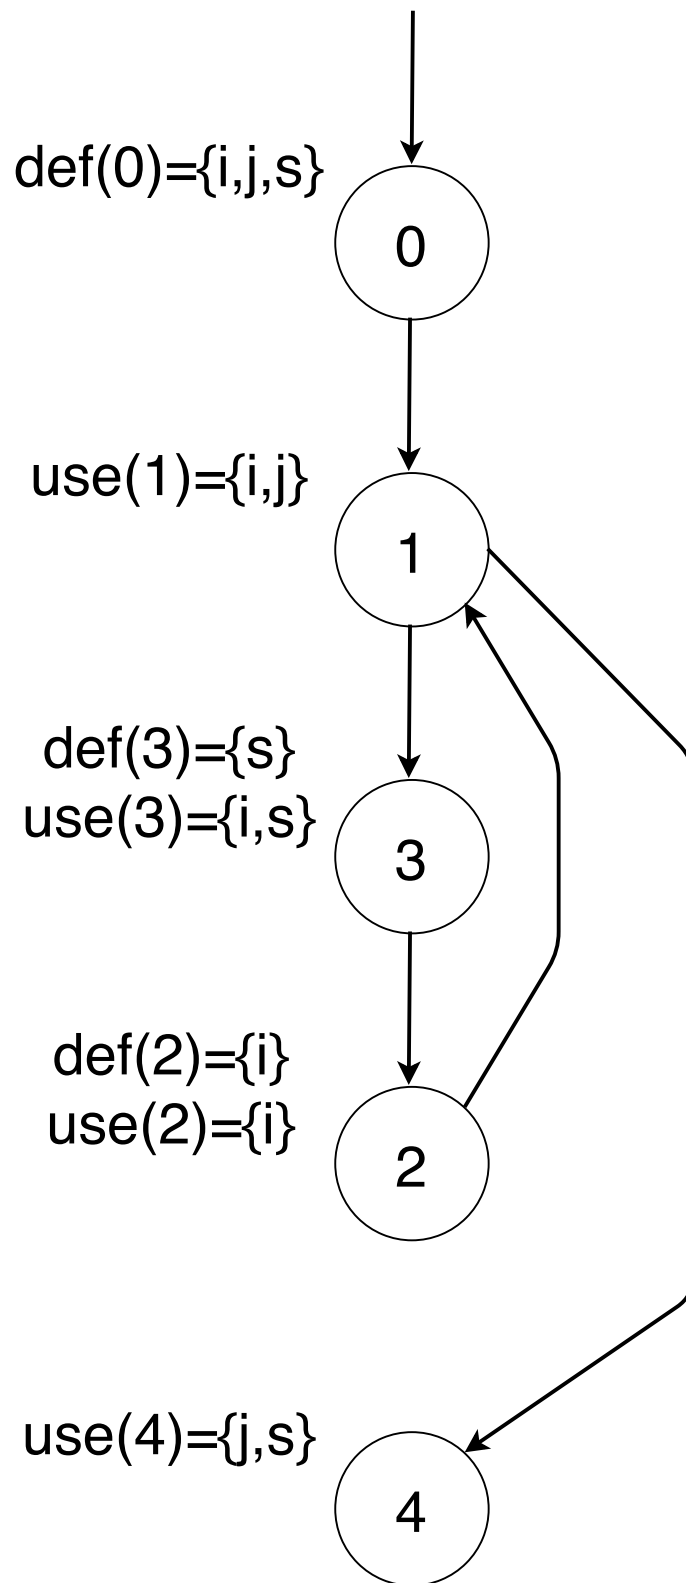 def(0)={i,j,s}
0
use(1)={i,j}
1
def(3)={s}
use(3)={i,s}
3
def(2)={i}
use(2)={i}
2
use(4)={j,s}
4